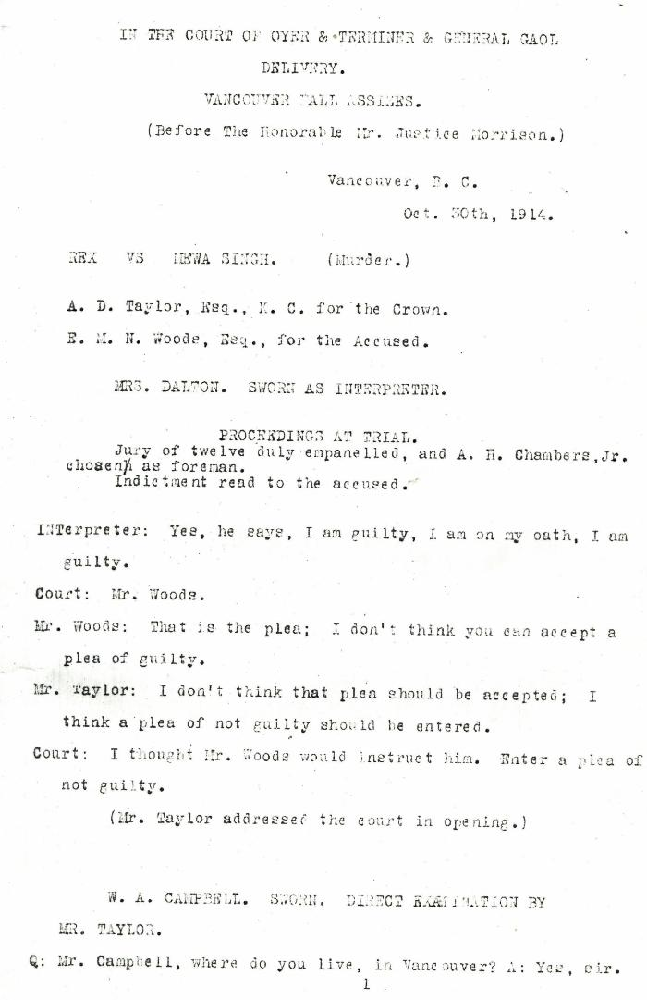 IN THE COURT OF OYER & TERMINER & GENERAL GAOL
DELIVERY.
VANCOUVER FALL ASSIZES.
(Before The Honorable Mr. Justice Morrison.)
Vancouver, B. C.
Oct. 30th, 1914.
REX VS MEWA SINGH. (Murder.)
A. D. Taylor, Esq., K. C. for the Crown.
E. M. N. Woods, Esq., for the Accused.
MRS. DALTON. SWORN AS INTERPRETER.
PROCEEDINGS AT TRIAL.
Jury of twelve duly empanelled, and A. H. Chambers,Jr.
chosen as foreman.
Indictment read to the accused.
INTerpreter: Yes, he says, I am guilty, I am on my oath, I am
guilty.
Court: Mr. Woods.
Mr. Woods: That is the plea; I don't think you can accept a
plea of guilty.
Mr. Taylor: I don't think that plea should be accepted; I
think a plea of not guilty should be entered.
Court: I thought Mr. Woods would instruct him. Enter a plea of
not guilty.
(Mr. Taylor addressed the court in opening.)
W. A. CAMPBELL. SWORN. DIRECT EXAMINATION BY
MR. TAYLOR.
Q: Mr. Campbell, where do you live, in Vancouver? A: Yes, sir.
1